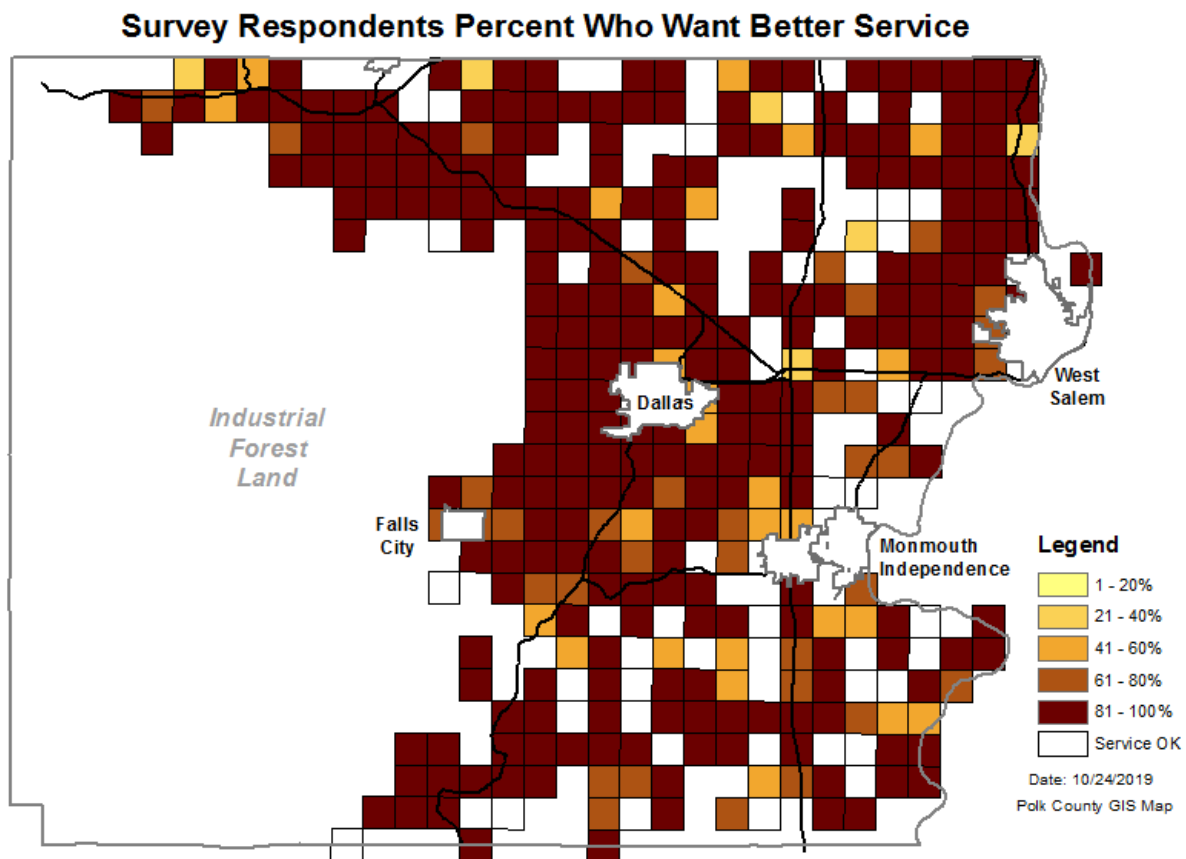 Survey Respondents Percent Who Want Better Service
Industrial
Forest
Land
Dallas
West
Salem
Falls
City
Monmouth
Independence
Legend
1 - 20%
21 - 40%
41 - 60%
61 - 80%
81 - 100%
Service OK
Date: 10/24/2019
Polk County GIS Map